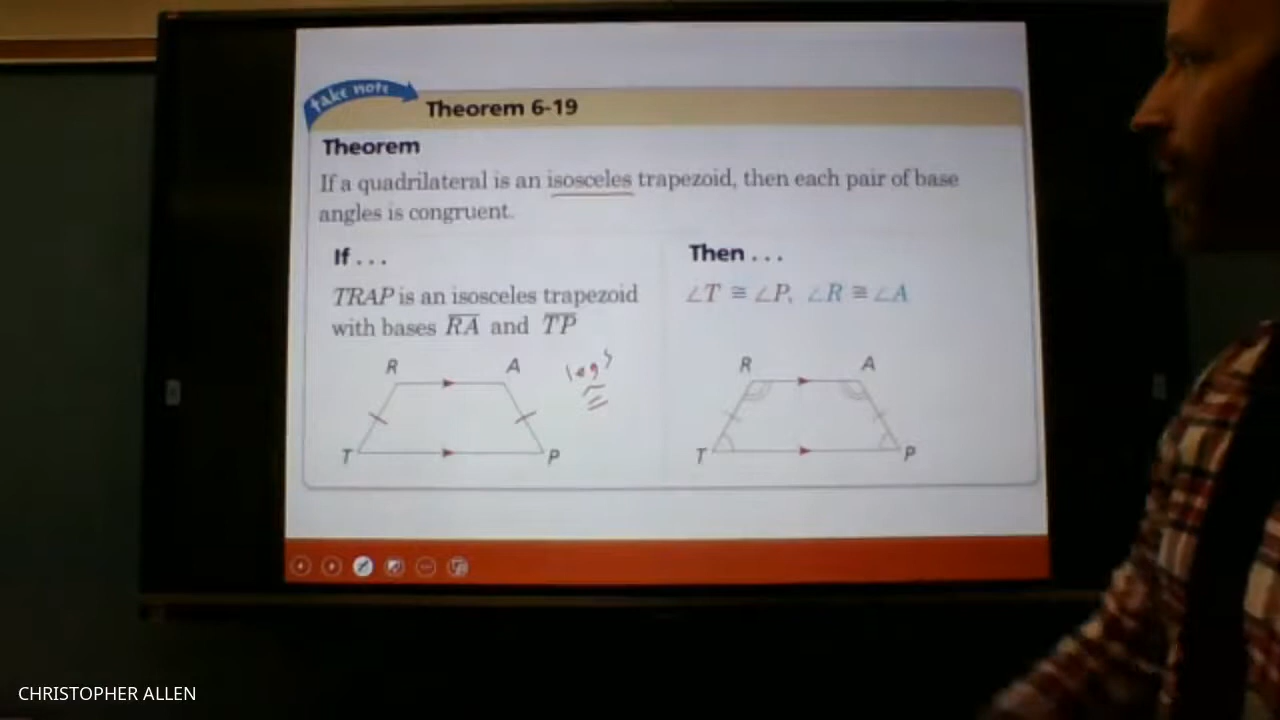 take note
Theorem 6-19
Theorem
If a quadrilateral is an isosceles trapezoid, then each pair of base
angles is congruent.
If . . .
TRAP is an isosceles trapezoid
with bases RA and TP
R A
legs
≅
T P
Then . . .
∠T ≅ ∠P, ∠R ≅ ∠A
R A
T P
CHRISTOPHER ALLEN